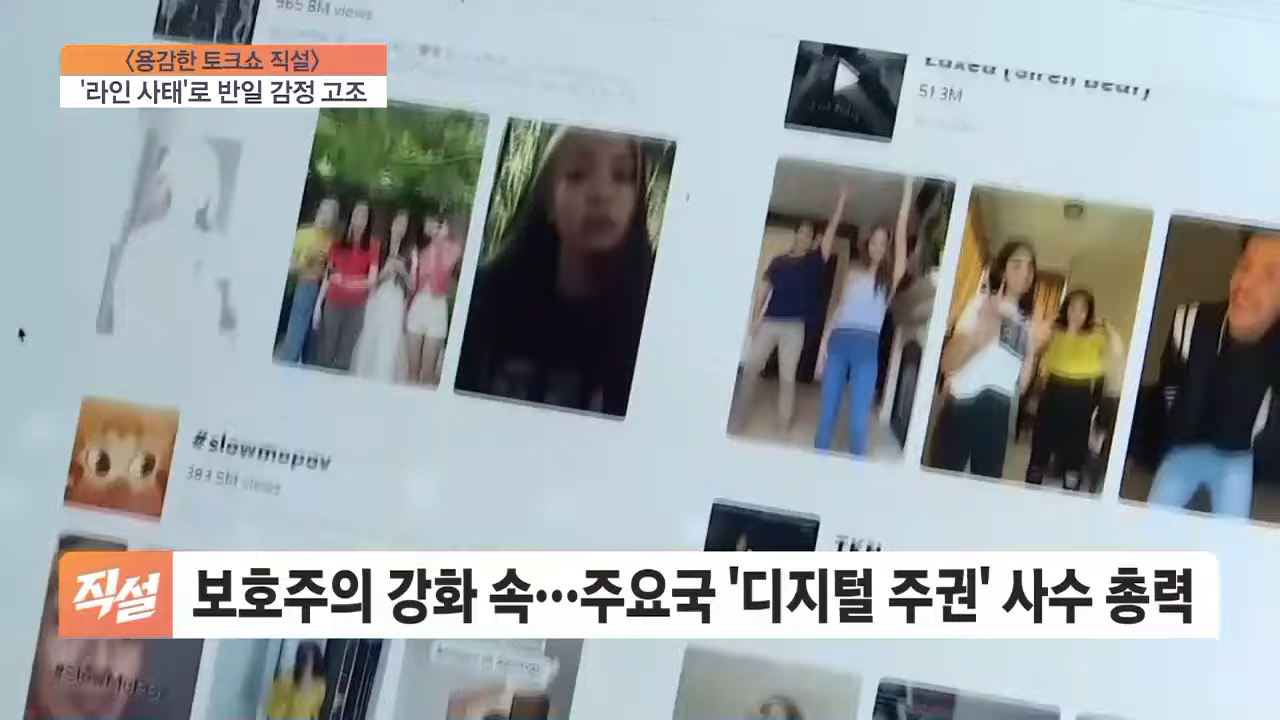 965.8M views
〈용감한 토크쇼 직설〉
'라인 사태'로 반일 감정 고조
51.3M
#slowmopov
383.5M views
직설
보호주의 강화 속…주요국 '디지털 주권' 사수 총력